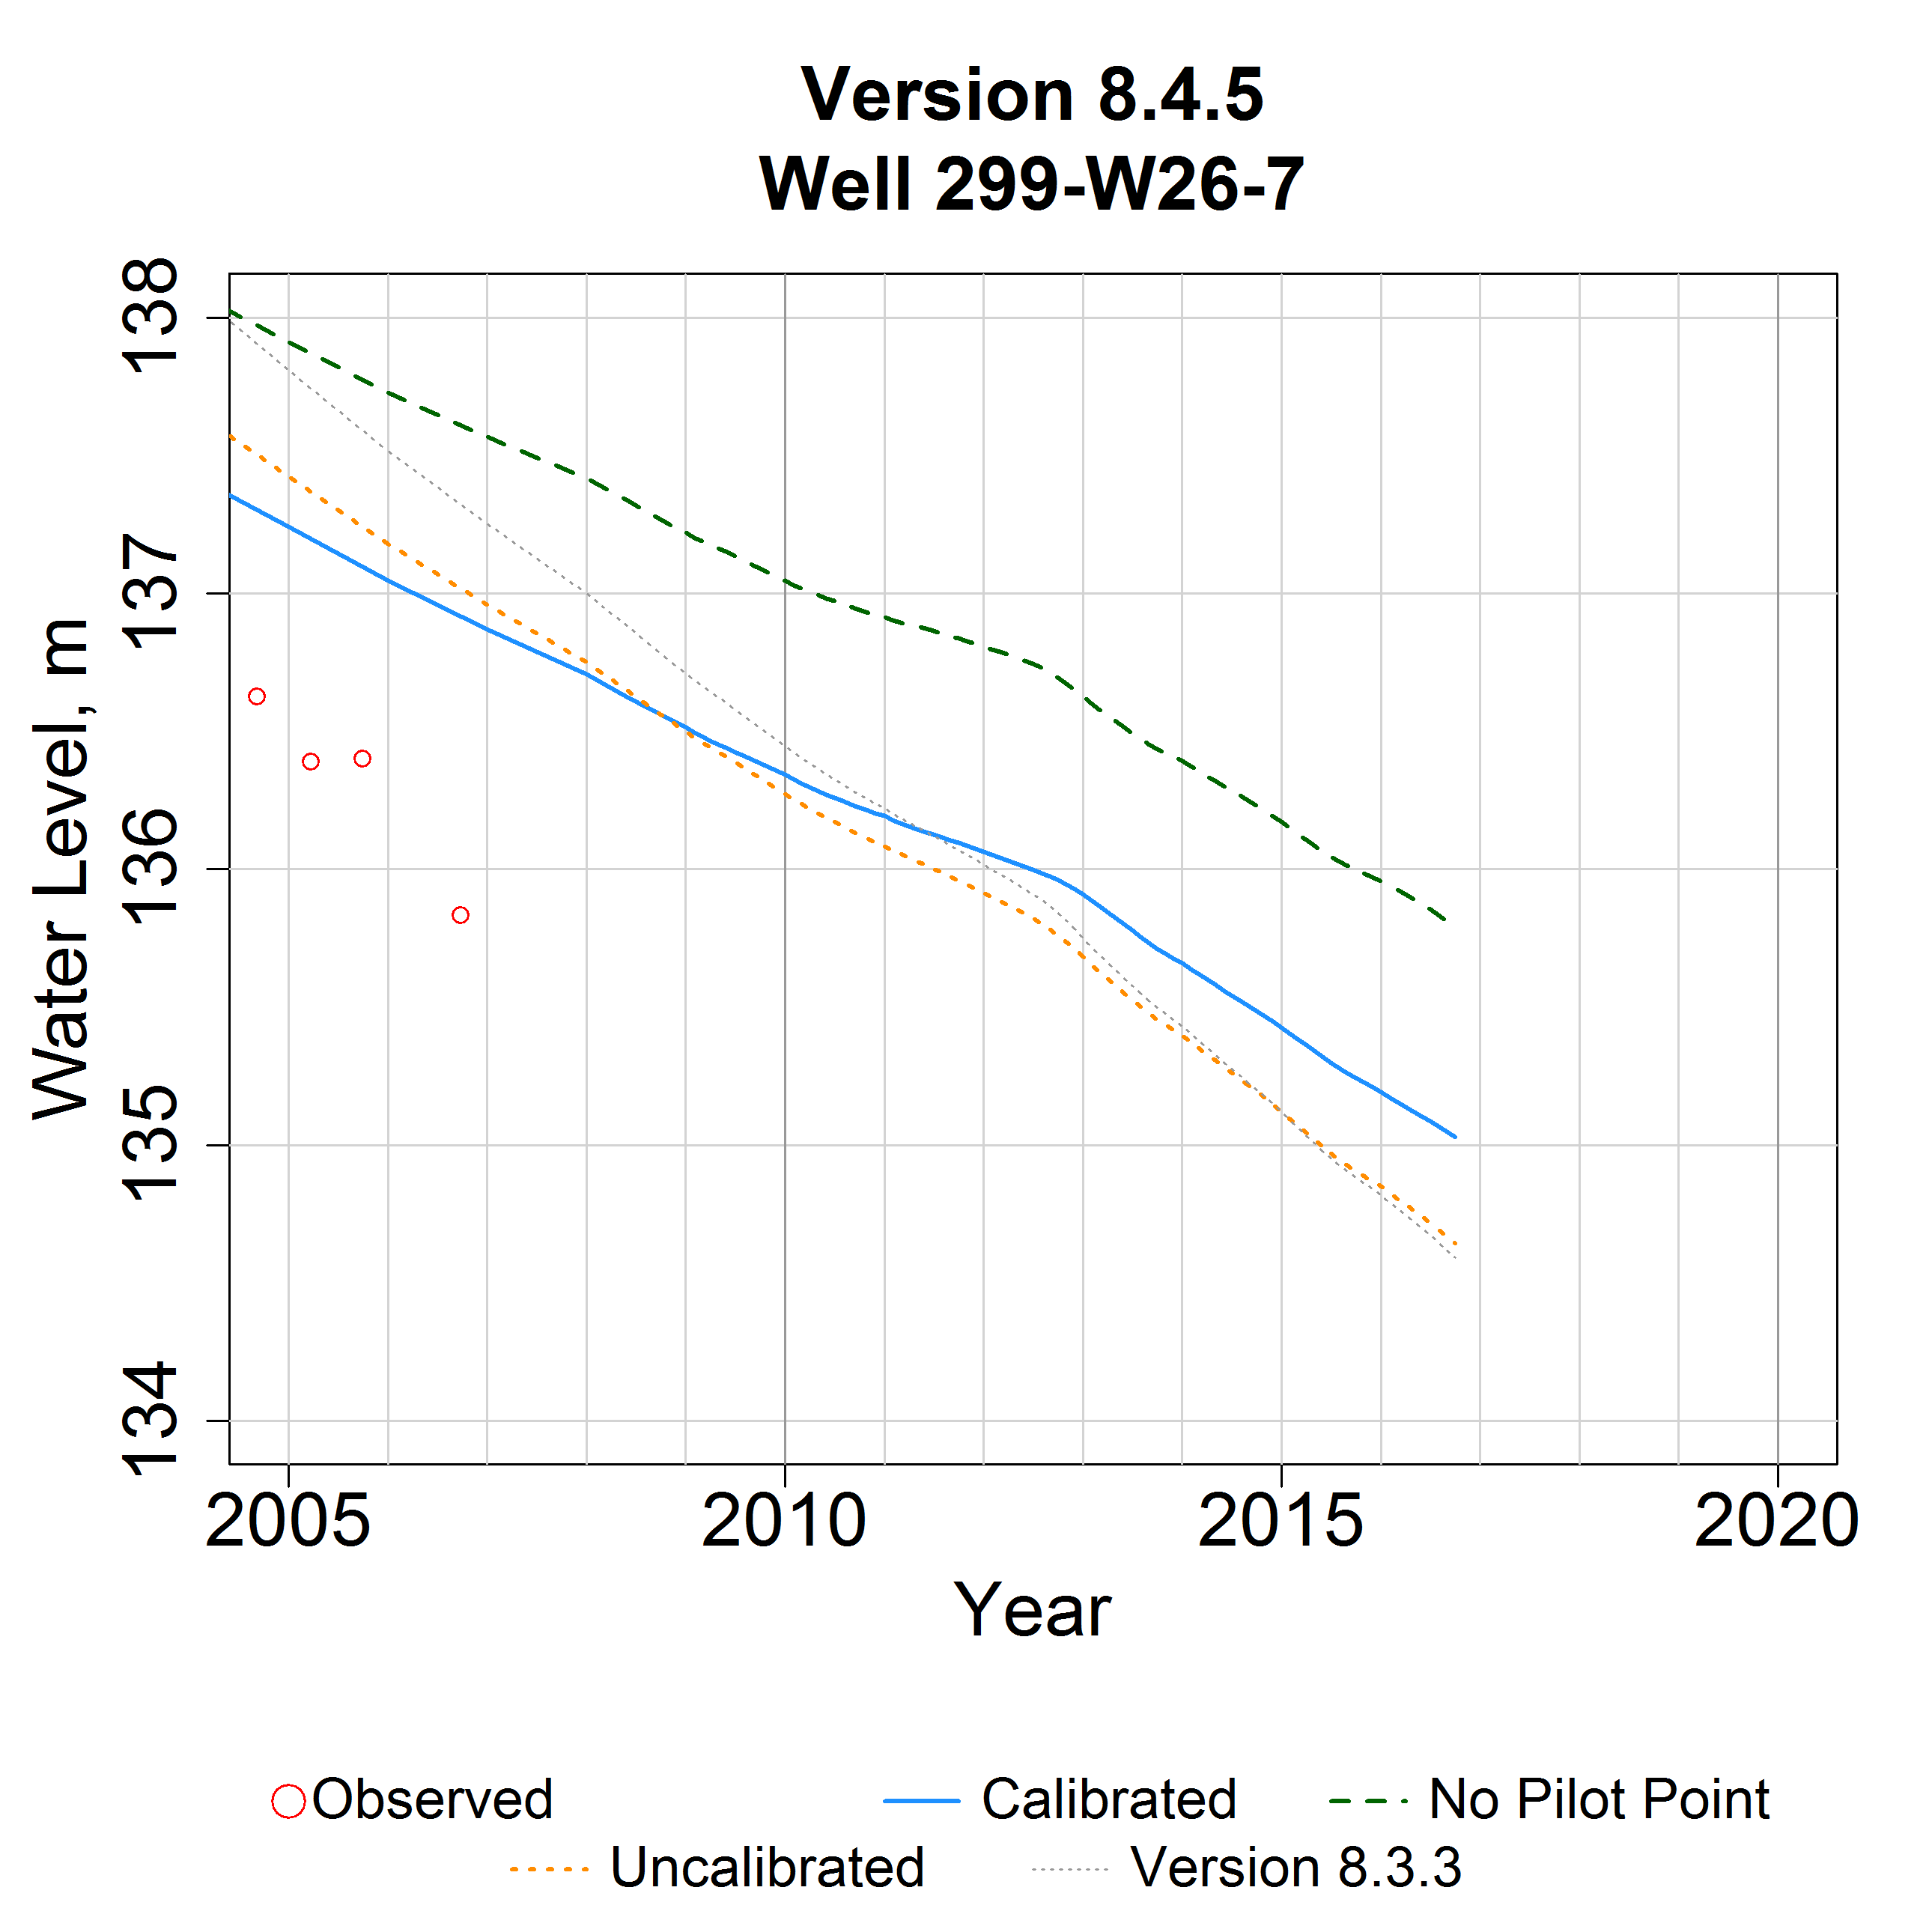 Version 8.4.5
Well 299-W26-7
138
137
136
135
134
Water Level, m
2005 2010 2015 2020
Year
Observed Calibrated No Pilot Point
Uncalibrated Version 8.3.3